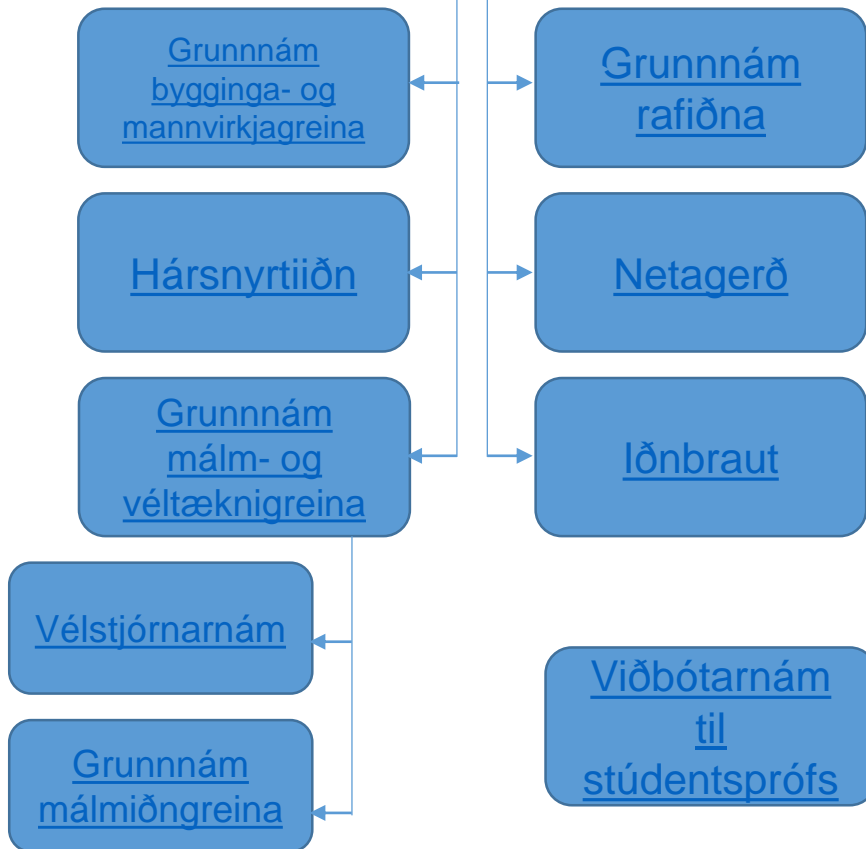 Grunnnám
bygginga- og
mannvirkjagreina
Grunnnám
rafiðna
Hársnyrtiiðn
Netagerð
Grunnnám
málm- og
véltæknigreina
Iðnbraut
Vélstjórnarnám
Viðbótarnám
til
stúdentsprófs
Grunnnám
málmiðngreina